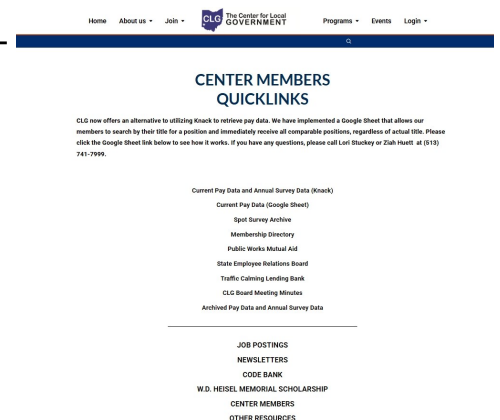 Home About us Join CLG The Center for Local GOVERNMENT Programs Events Login
CENTER MEMBERS
QUICKLINKS
CLG now offers an alternative to utilizing Knack to retrieve pay data. We have implemented a Google Sheet that allows our
members to search by their title for a position and immediately receive all comparable positions, regardless of actual title. Please
click the Google Sheet link below to see how it works. If you have any questions, please call Lori Stuckey or Ziah Huett at (513)
741-7999.
Current Pay Data and Annual Survey Data (Knack)
Current Pay Data (Google Sheet)
Spot Survey Archive
Membership Directory
Public Works Mutual Aid
State Employee Relations Board
Traffic Calming Lending Bank
CLG Board Meeting Minutes
Archived Pay Data and Annual Survey Data
JOB POSTINGS
NEWSLETTERS
CODE BANK
W.D. HEISEL MEMORIAL SCHOLARSHIP
CENTER MEMBERS
OTHER RESOURCES